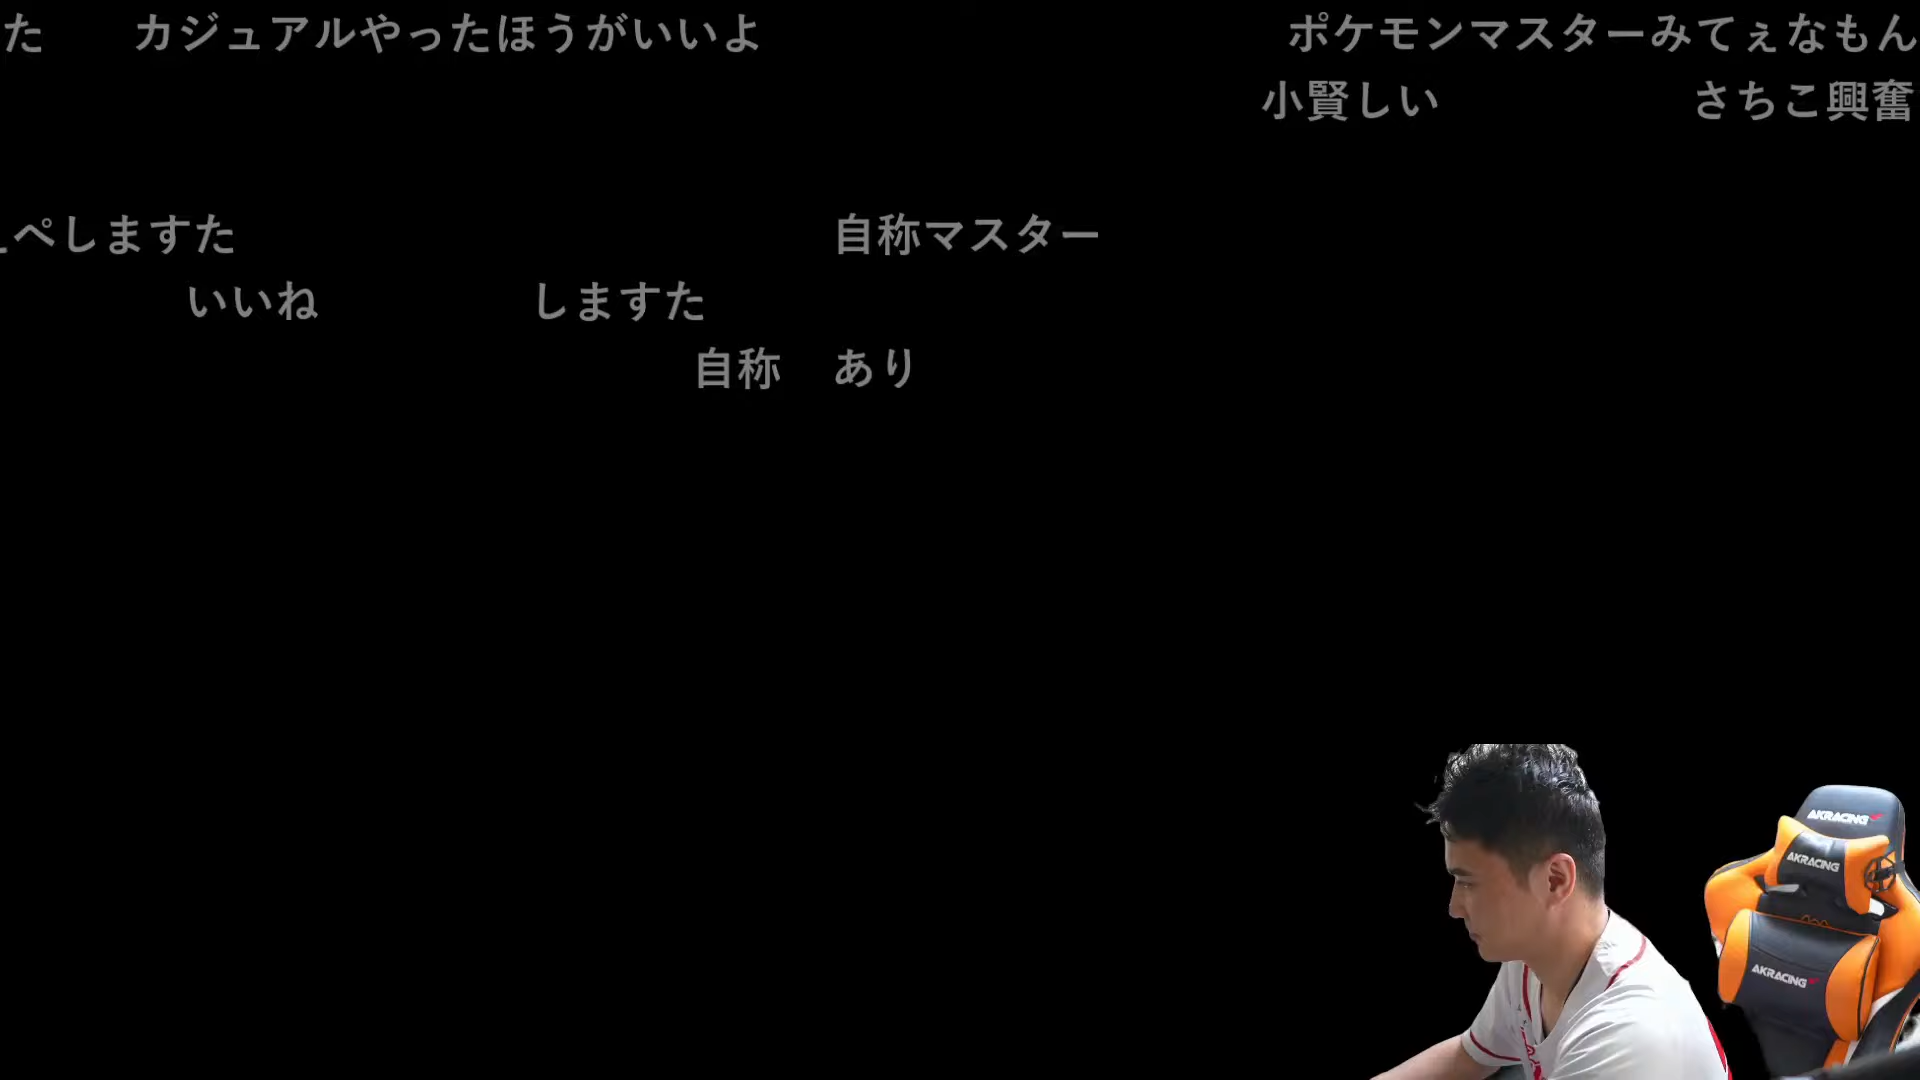 た カジュアルやったほうがいいよ ポケモンマスターみてぇなもん
小賢しい さちこ興奮
ぺしますた 自称マスター
いいね しますた
自称 あり
AKRACING
AKRACING
AKRACING